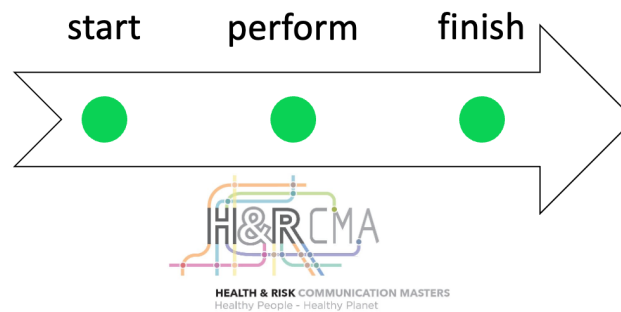 start perform finish
H&RCMA
HEALTH & RISK COMMUNICATION MASTERS
Healthy People - Healthy Planet